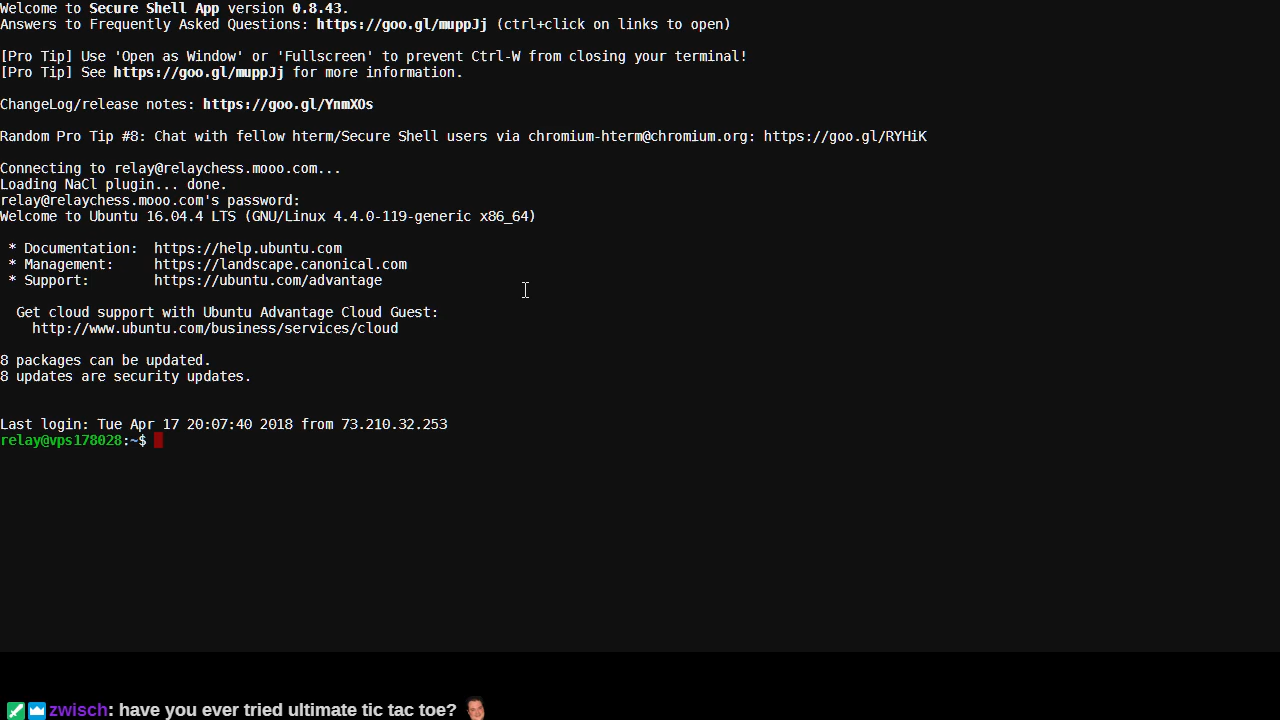 Welcome to Secure Shell App version 0.8.43.
Answers to Frequently Asked Questions: https://goo.gl/muppJj (ctrl+click on links to open)
[Pro Tip] Use 'Open as Window' or 'Fullscreen' to prevent Ctrl-W from closing your terminal!
[Pro Tip] See https://goo.gl/muppJj for more information.
ChangeLog/release notes: https://goo.gl/YnmXOs
Random Pro Tip #8: Chat with fellow hterm/Secure Shell users via chromium-hterm@chromium.org: https://goo.gl/RYHiK
Connecting to relay@relaychess.mooo.com...
Loading NaCl plugin... done.
relay@relaychess.mooo.com's password:
Welcome to Ubuntu 16.04.4 LTS (GNU/Linux 4.4.0-119-generic x86_64)
* Documentation: https://help.ubuntu.com
* Management: https://landscape.canonical.com
* Support: https://ubuntu.com/advantage
Get cloud support with Ubuntu Advantage Cloud Guest:
http://www.ubuntu.com/business/services/cloud
8 packages can be updated.
8 updates are security updates.
Last login: Tue Apr 17 20:07:40 2018 from 73.210.32.253
relay@vps178028:~$
zwisch: have you ever tried ultimate tic tac toe?